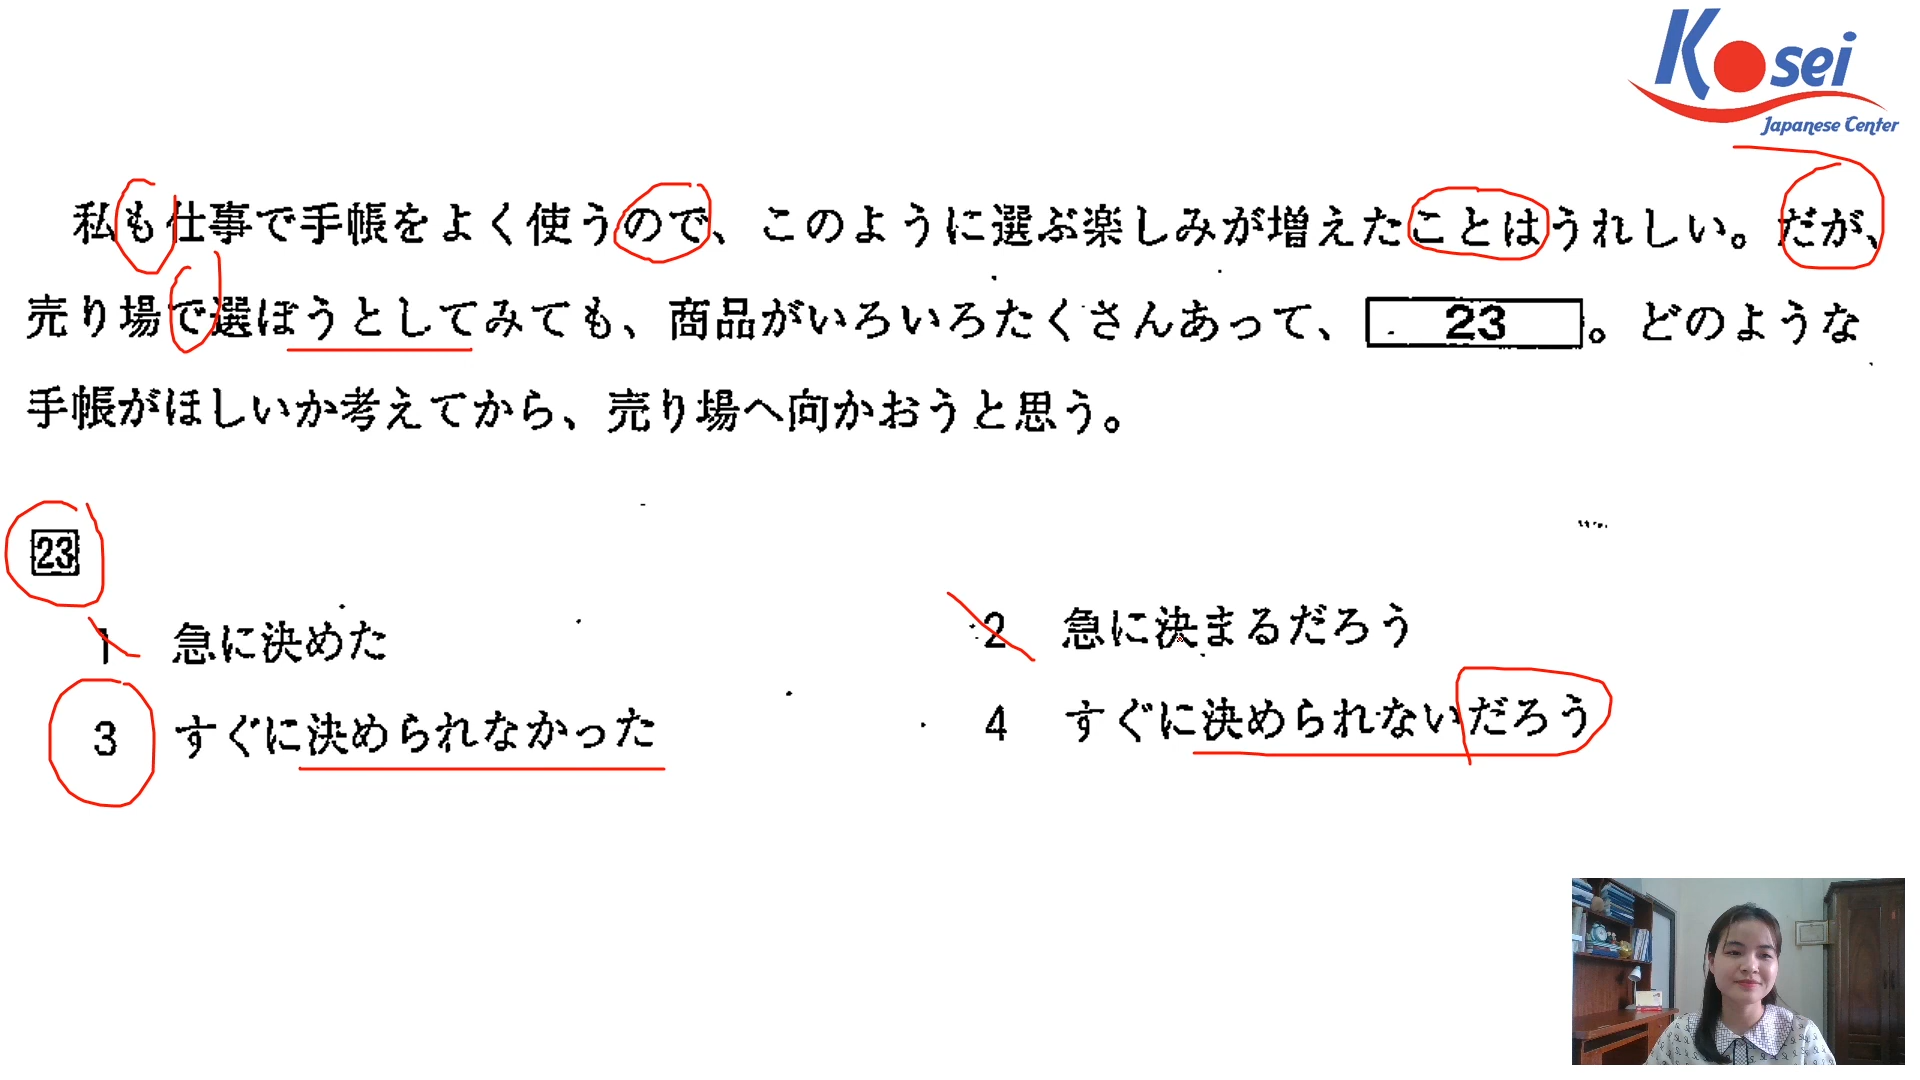 Kosei
Japanese Center
私も仕事で手帳をよく使うので、このように選ぶ楽しみが増えたことはうれしい。だが、
売り場で選ぼうとしてみても、商品がいろいろたくさんあって、 23 。どのような
手帳がほしいか考えてから、売り場へ向かおうと思う。
23
1 急に決めた
2 急に決まるだろう
3 すぐに決められなかった
4 すぐに決められないだろう